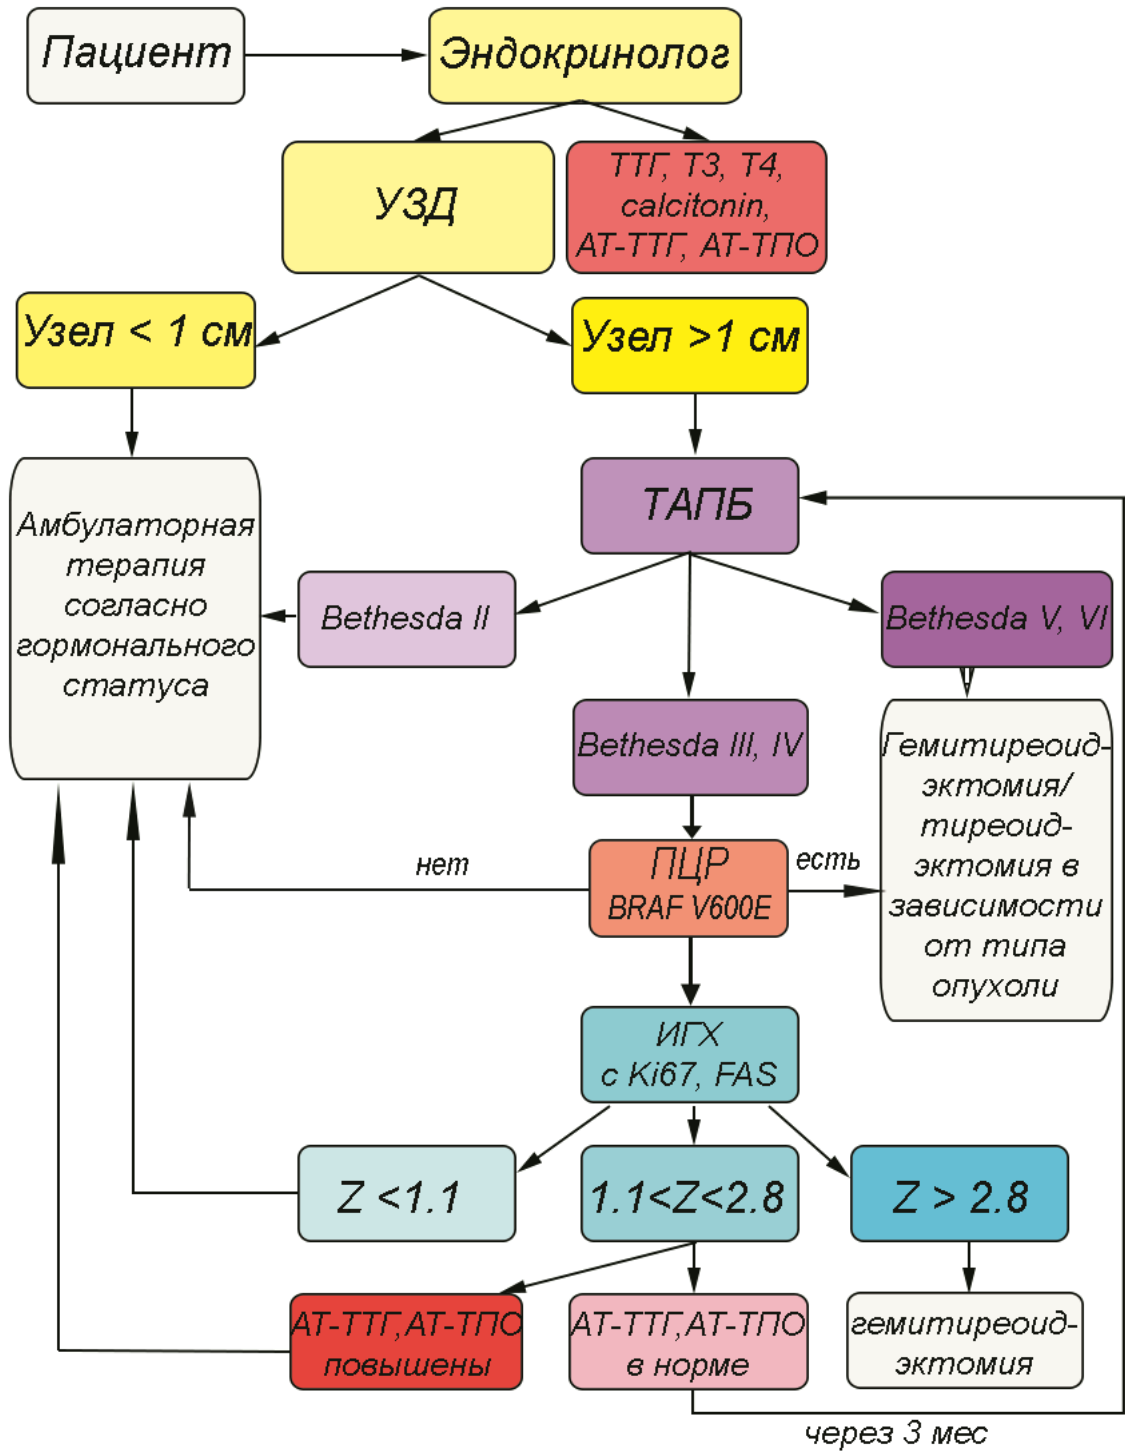 Пациент
Эндокринолог
УЗД
ТТГ, Т3, Т4,
calcitonin,
АТ-ТТГ, АТ-ТПО
Узел < 1 см
Узел >1 см
Амбулаторная
терапия
согласно
гормонального
статуса
ТАПБ
Bethesda II
Bethesda V, VI
Bethesda III, IV
Гемитиреоид-
эктомия/
тиреоид-
эктомия в
зависимости
от типа
опухоли
нет
ПЦР
BRAF V600E
есть
ИГХ
с Ki67, FAS
Z <1.1
1.1<Z<2.8
Z > 2.8
АТ-ТТГ,АТ-ТПО
повышены
АТ-ТТГ,АТ-ТПО
в норме
гемитиреоид-
эктомия
через 3 мес